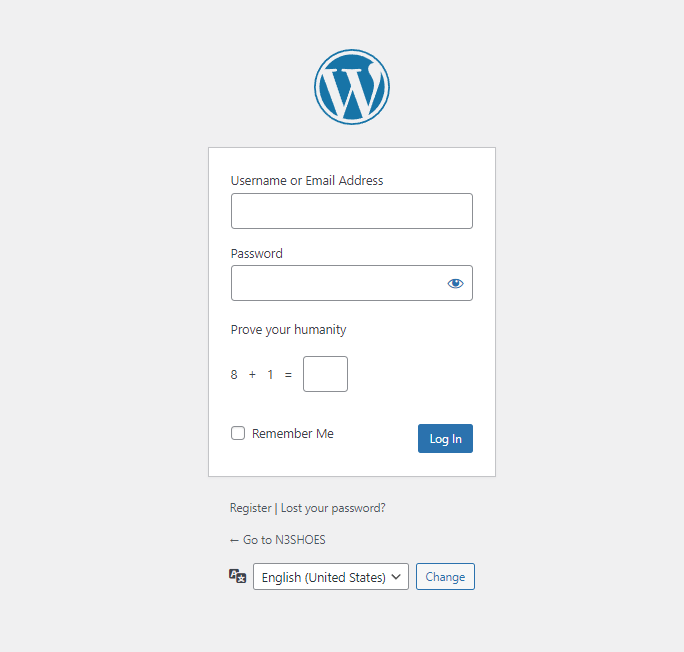 Username or Email Address
Password
Prove your humanity
8 + 1 =
Remember Me
Log In
Register | Lost your password?
← Go to N3SHOES
English (United States)
Change